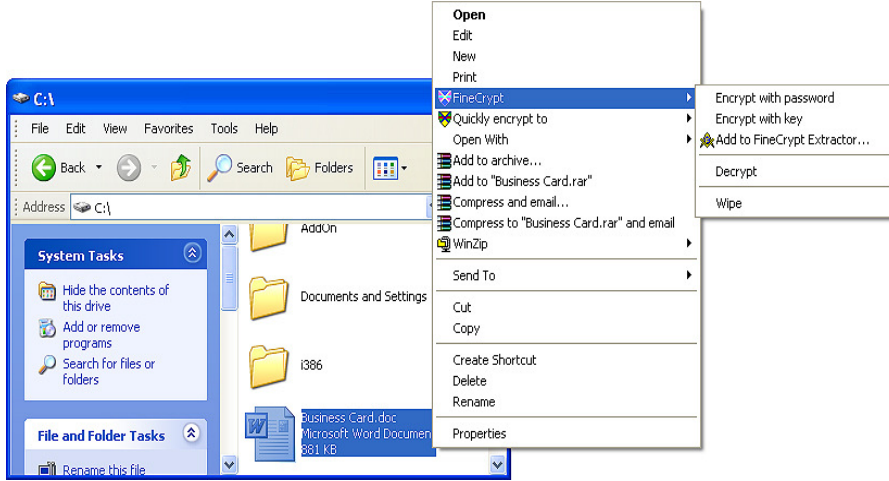 C:\
File Edit View Favorites Tools Help
Back Search Folders
Address C:\
System Tasks
Hide the contents of
this drive
Add or remove
programs
Search for files or
folders
File and Folder Tasks
Rename this file
AddOn
Documents and Settings
i386
Business Card.doc
Microsoft Word Documen
881 KB
Open
Edit
New
Print
FineCrypt
Quickly encrypt to
Open With
Add to archive...
Add to "Business Card.rar"
Compress and email...
Compress to "Business Card.rar" and email
WinZip
Send To
Cut
Copy
Create Shortcut
Delete
Rename
Properties
Encrypt with password
Encrypt with key
Add to FineCrypt Extractor...
Decrypt
Wipe